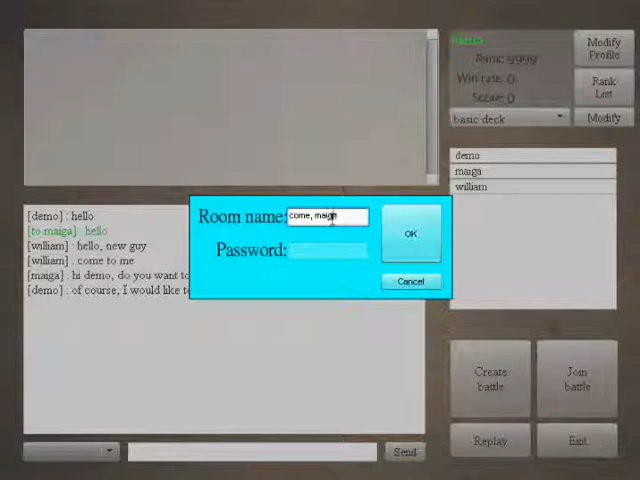 demo
Rank: 9999
Win rate: 0
Score: 0
Modify
Profile
Rank
List
basic deck
Modify
demo
maiga
william
[demo] : hello
[to maiga] : hello
[william] : hello, new guy
[william] : come to me
[maiga] : hi demo, do you want to
[demo] : of course, I would like to
Room name:
come, maiga
Password:
OK
Cancel
Create
battle
Join
battle
Replay
Exit
Send